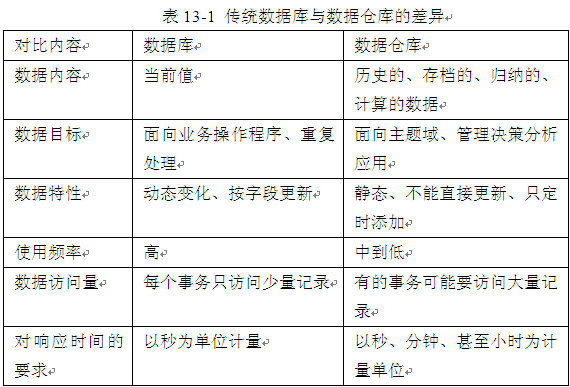 表 13-1 传统数据库与数据仓库的差异
对比内容 数据库 数据仓库
数据内容 当前值 历史的、存档的、归纳的、
计算的数据
数据目标 面向业务操作程序、重复 面向主题域、管理决策分析
处理 应用
数据特性 动态变化、按字段更新 静态、不能直接更新、只定
时添加
使用频率 高 中到低
数据访问量 每个事务只访问少量记录 有的事务可能要访问大量记
录
对响应时间的 以秒为单位计量 以秒、分钟、甚至小时为计
要求 量单位